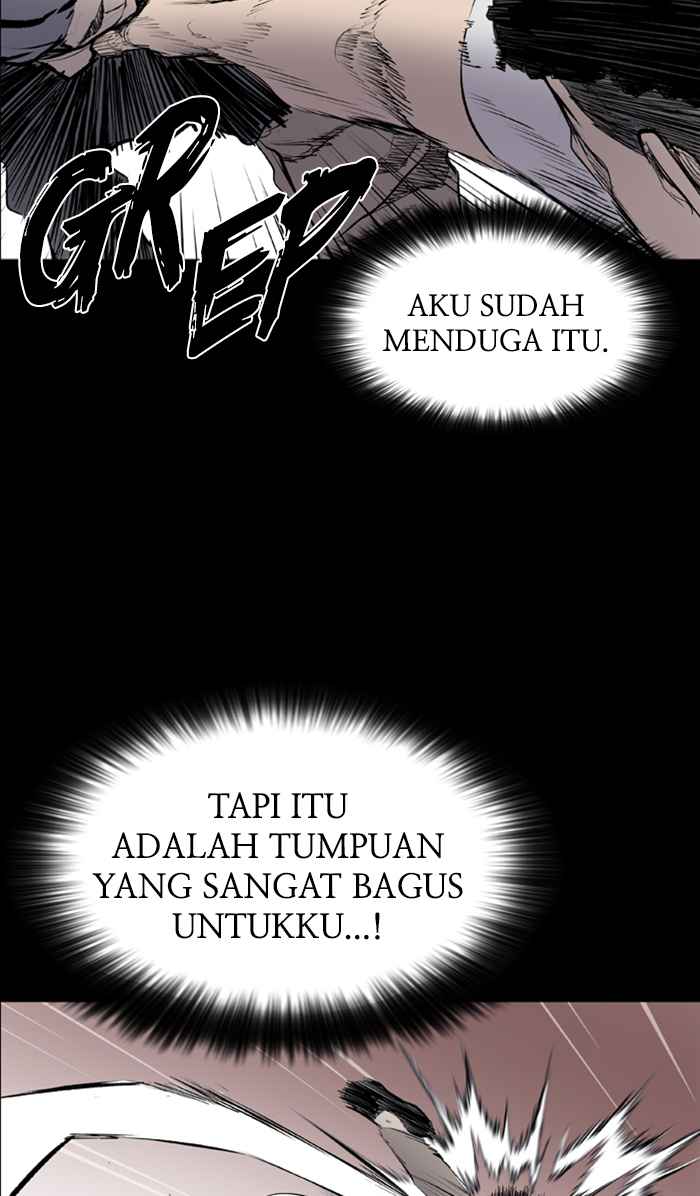 GREP
AKU SUDAH
MENDUGA ITU.
TAPI ITU
ADALAH TUMPUAN
YANG SANGAT BAGUS
UNTUKKU...!